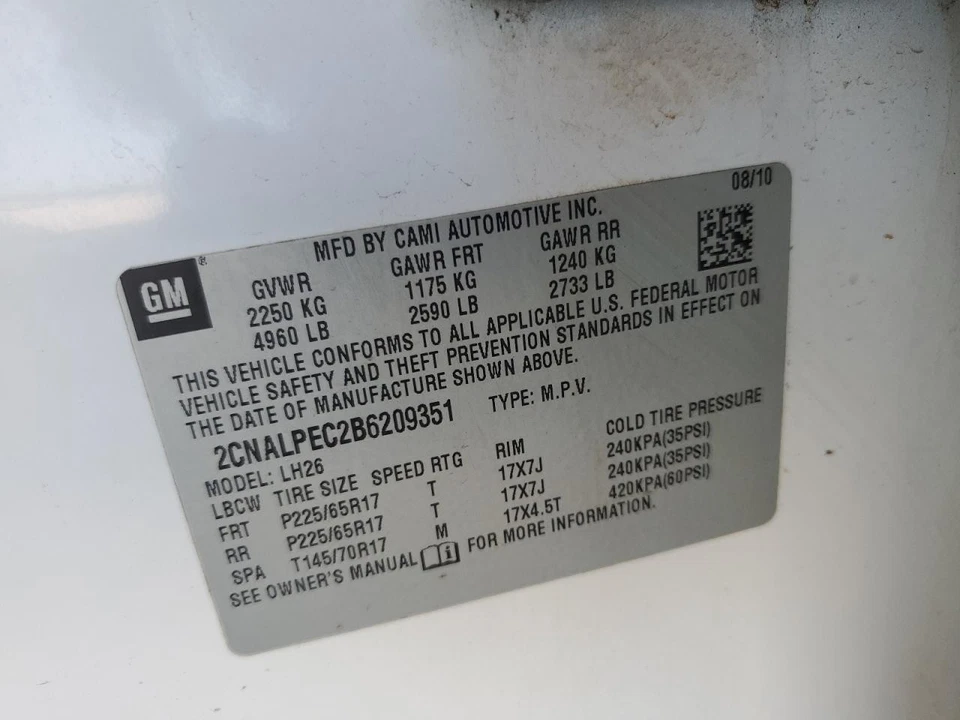 08/10
MFD BY CAMI AUTOMOTIVE INC.
GM®
GVWR GAWR FRT GAWR RR
2250 KG 1175 KG 1240 KG
4960 LB 2590 LB 2733 LB
THIS VEHICLE CONFORMS TO ALL APPLICABLE U.S. FEDERAL MOTOR
VEHICLE SAFETY AND THEFT PREVENTION STANDARDS IN EFFECT ON
THE DATE OF MANUFACTURE SHOWN ABOVE.
2CNALPEC2B6209351 TYPE: M.P.V.
MODEL: LH26
LBCW TIRE SIZE SPEED RTG RIM COLD TIRE PRESSURE
FRT P225/65R17 T 17X7J 240KPA(35PSI)
RR P225/65R17 T 17X7J 240KPA(35PSI)
SPA T145/70R17 M 17X4.5T 420KPA(60PSI)
SEE OWNER'S MANUAL i FOR MORE INFORMATION.